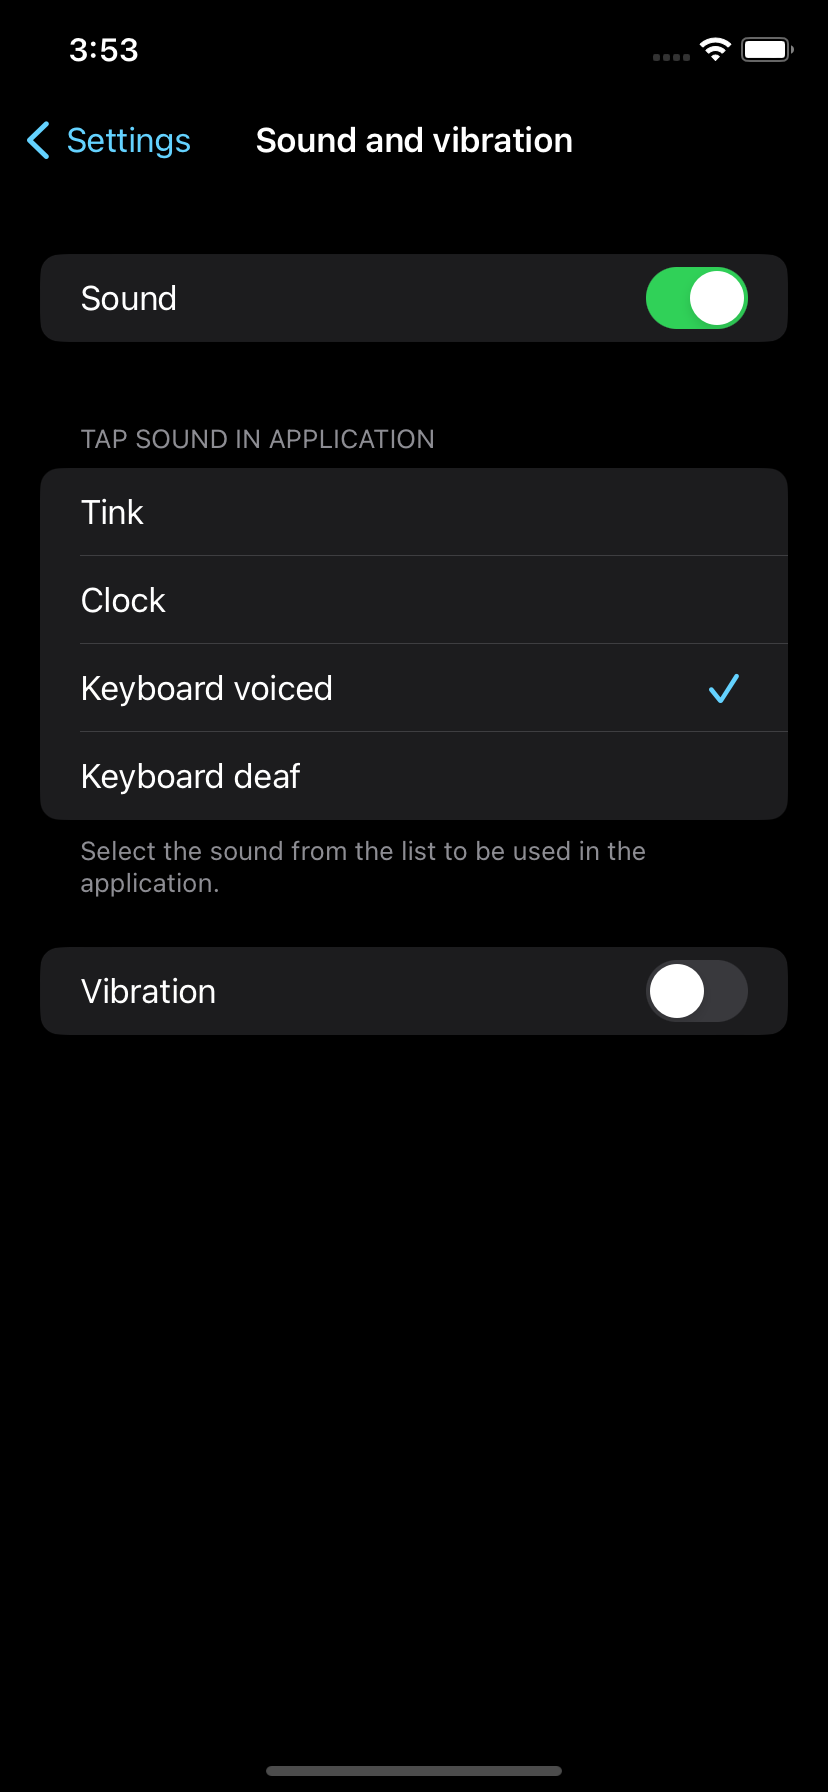 3:53
Settings
Sound and vibration
Sound
TAP SOUND IN APPLICATION
Tink
Clock
Keyboard voiced
Keyboard deaf
Select the sound from the list to be used in the
application.
Vibration